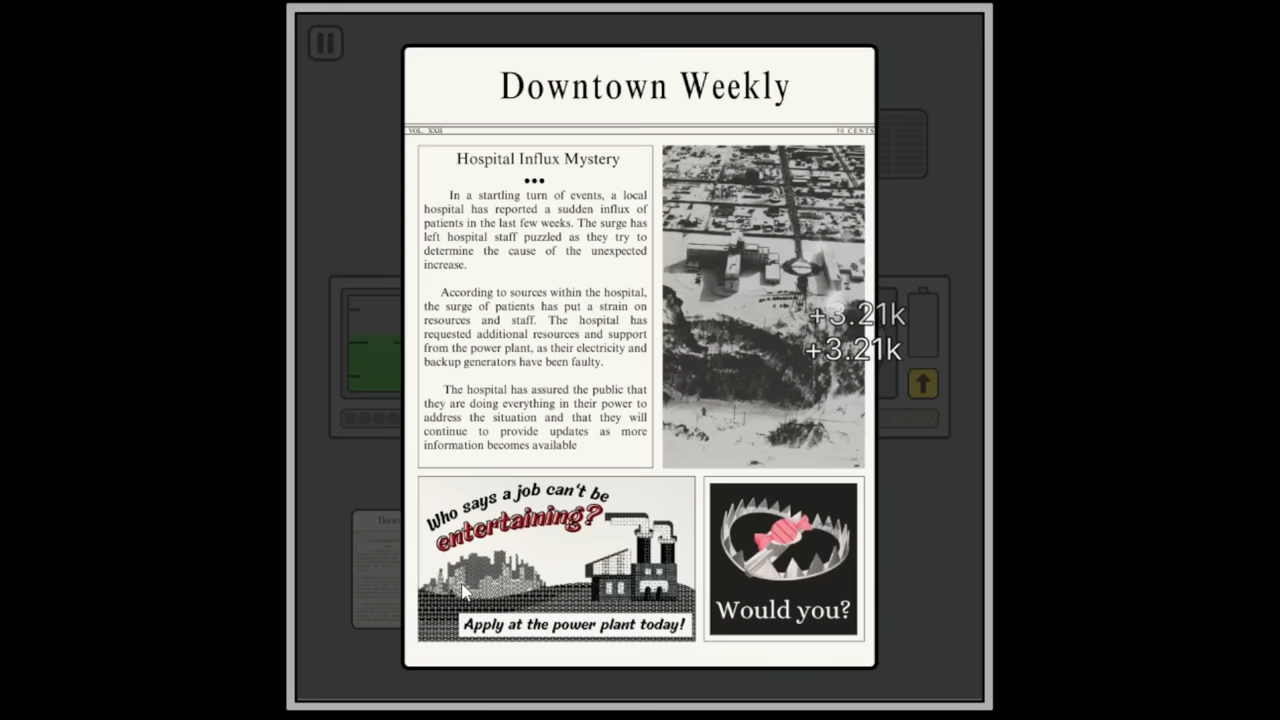 Downtown Weekly
VOL: XXII
50 CENTS
Hospital Influx Mystery
In a startling turn of events, a local
hospital has reported a sudden influx of
patients in the last few weeks. The surge has
left hospital staff puzzled as they try to
determine the cause of the unexpected
increase.
According to sources within the hospital,
the surge of patients has put a strain on
resources and staff. The hospital has
requested additional resources and support
from the power plant, as their electricity and
backup generators have been faulty.
The hospital has assured the public that
they are doing everything in their power to
address the situation and that they will
continue to provide updates as more
information becomes available
+3.21k
+3.21k
Who says a job can't be
entertaining?
Apply at the power plant today!
Would you?
Dow